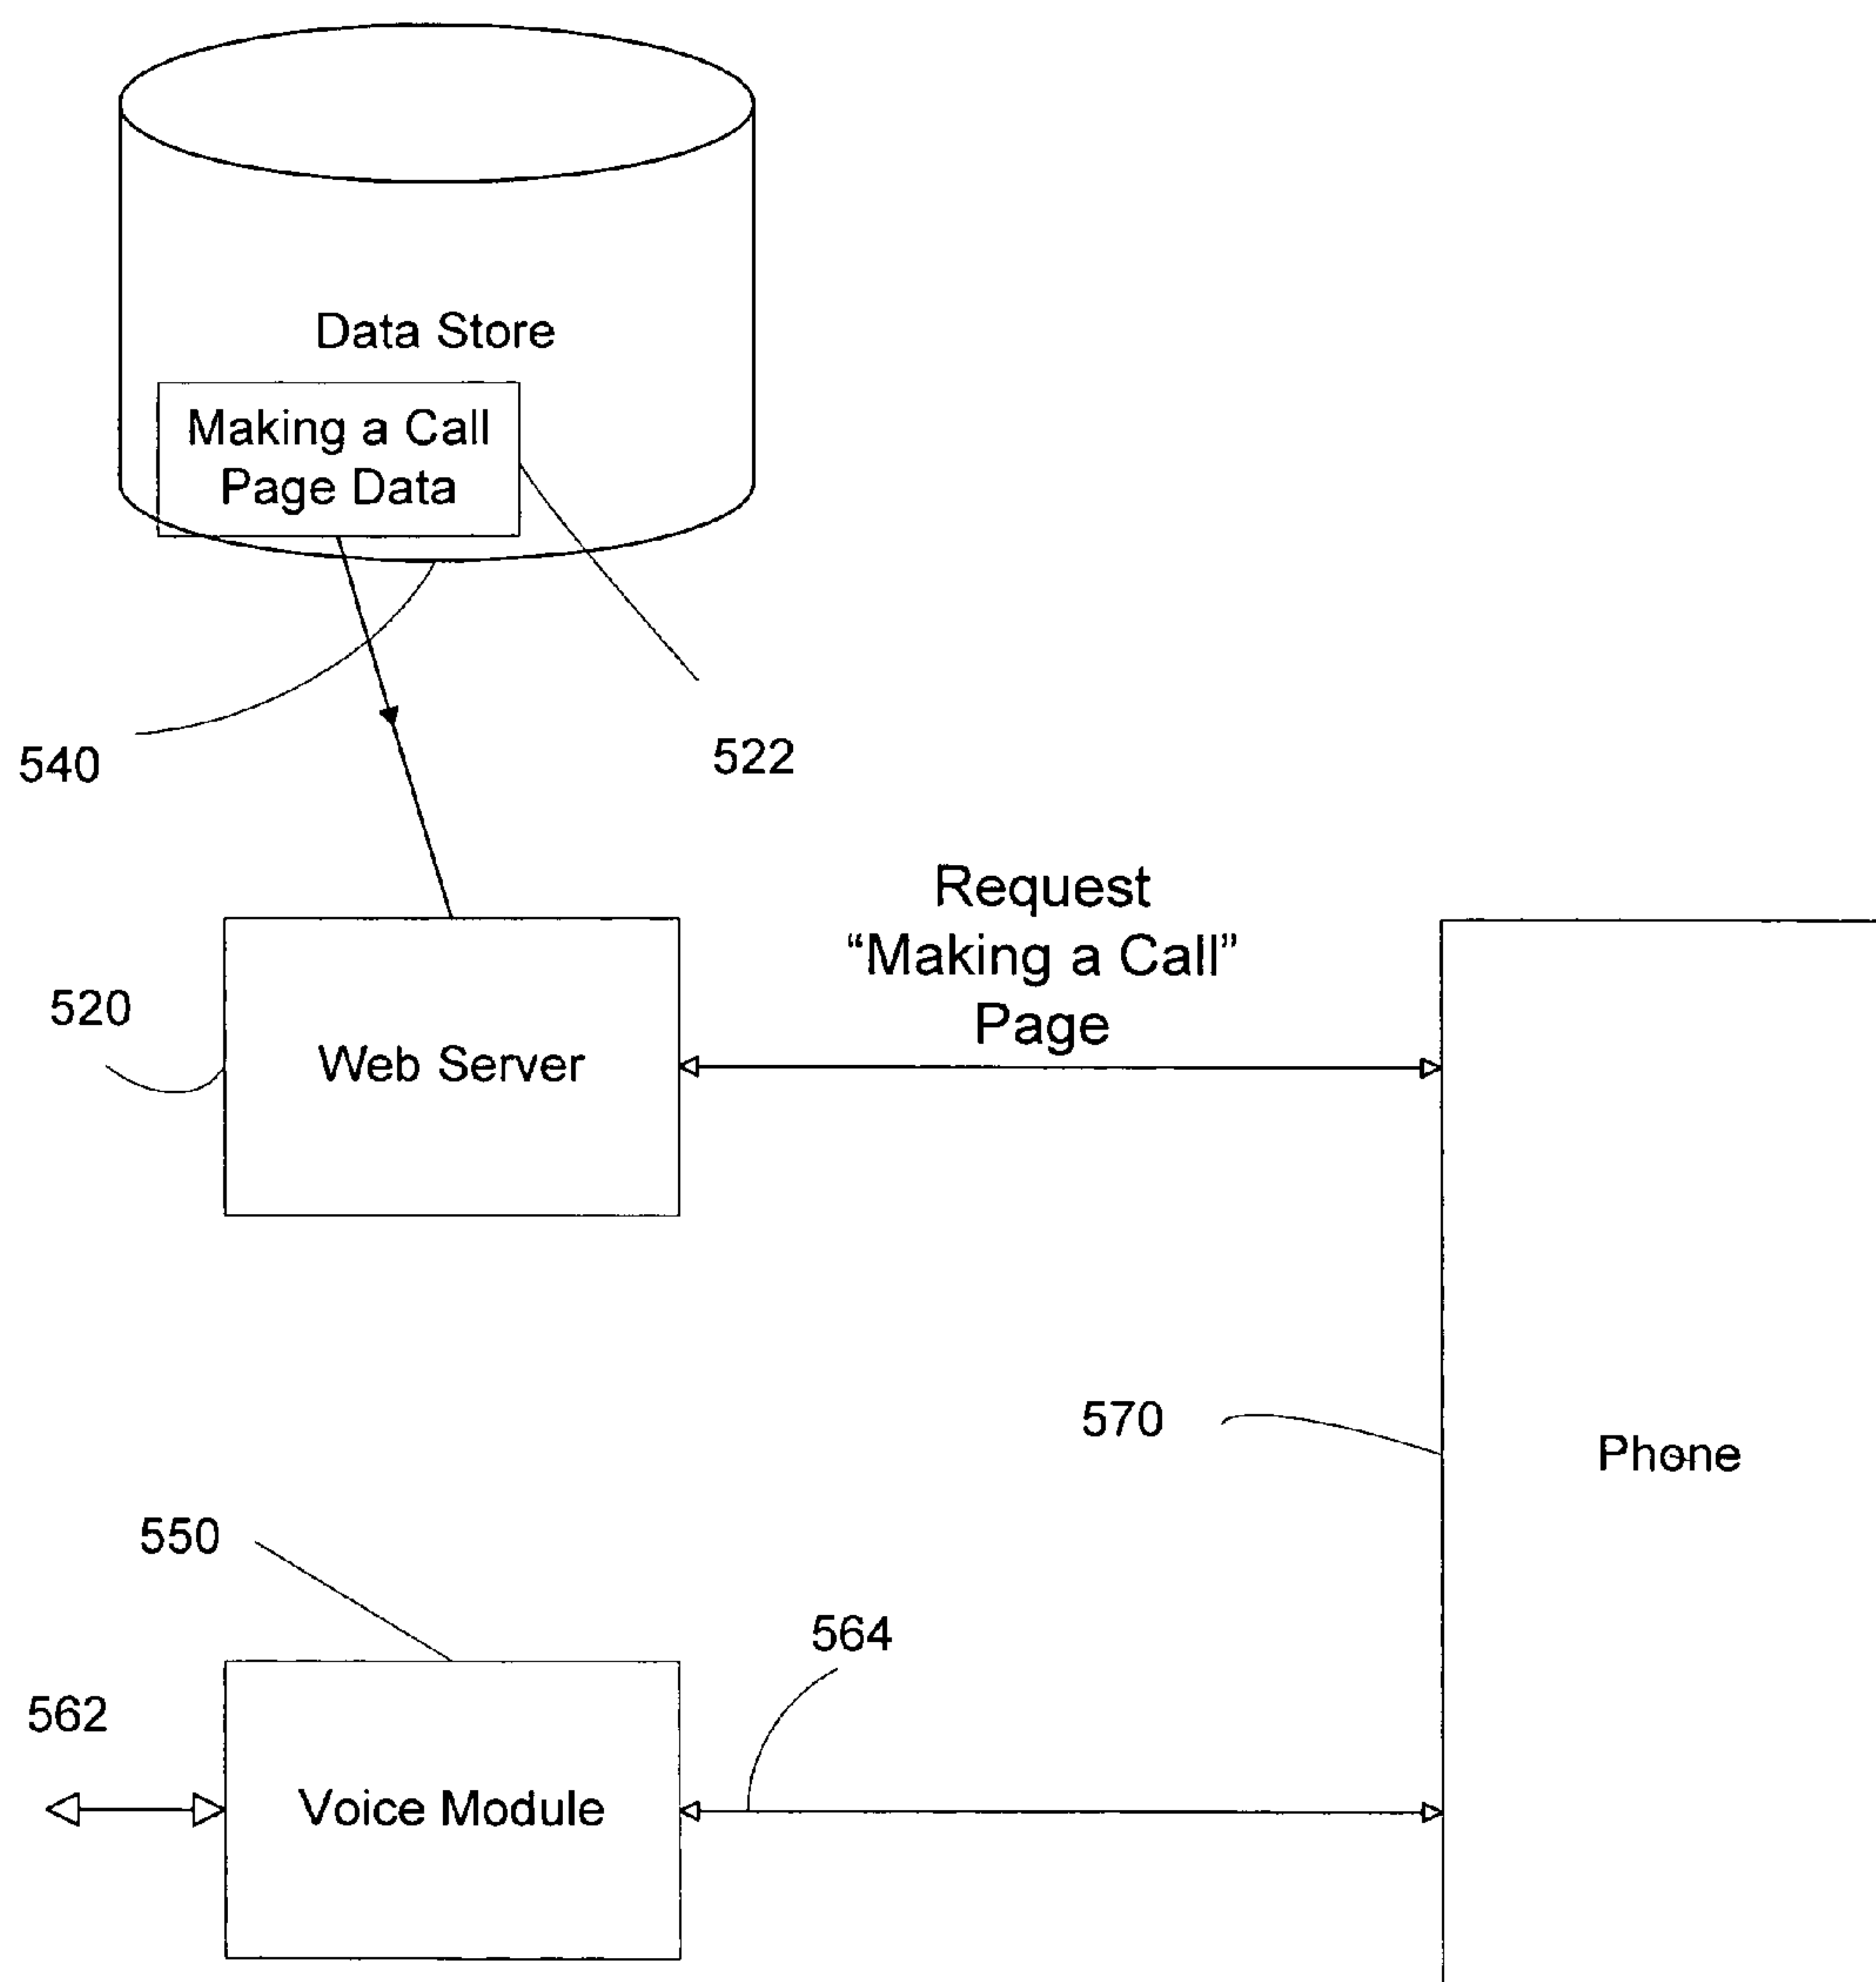 Data Store
Making a Call
Page Data
540
522
Request
“Making a Call”
Page
520
Web Server
570
Phone
550
564
562
Voice Module